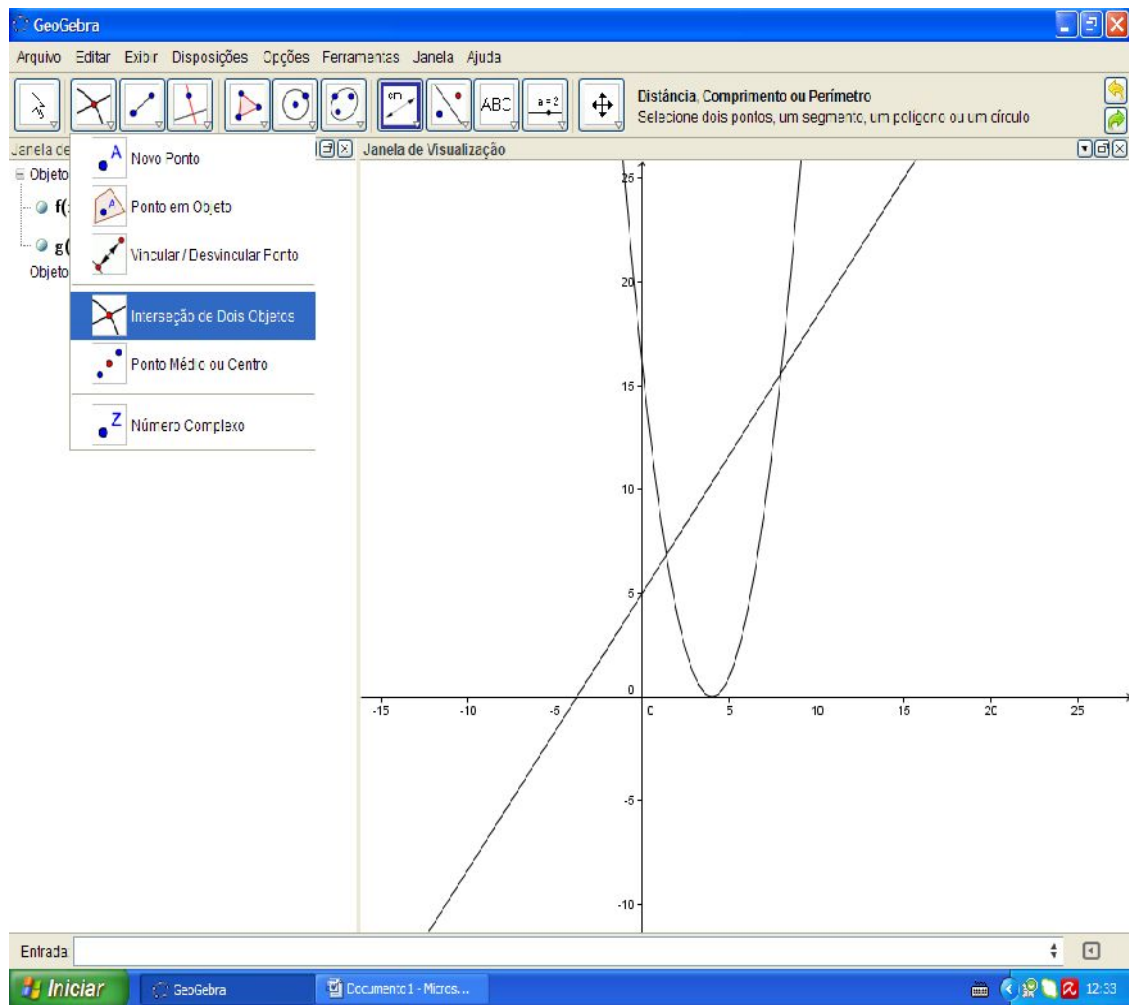 GeoGebra
Arquivo Editar Exibir Disposições Opções Ferramentas Janela Ajuda
cm ABC a = 2 Distância, Comprimento ou Perímetro
Selecione dois pontos, um segmento, um polígono ou um círculo
Janela de Janela de Visualização
A Novo Ponto
Objeto
f(
A Ponto em Objeto
g(
Vincular / Desvincular Ponto
Objeto
Interseção de Dois Objetos
Ponto Médio ou Centro
Z Número Complexo
25
20
15
10
5
0
-15 -10 -5 0 5 10 15 20 25
-5
-10
Entrada
Iniciar GeoGebra Documento1 - Micros... 12:33